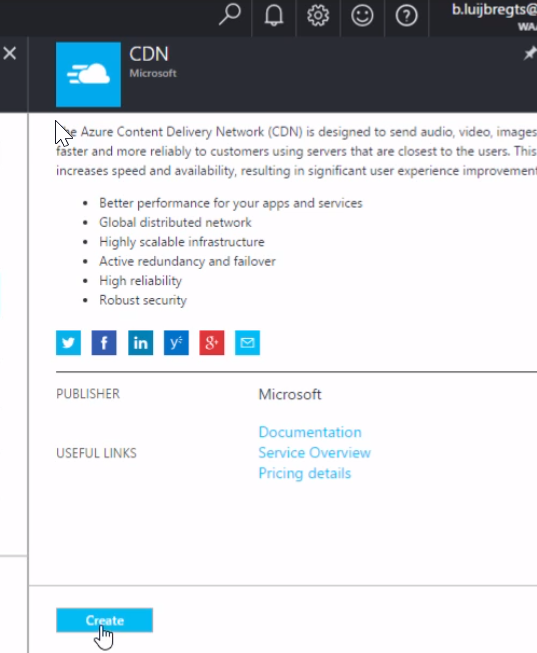 b.luijbregts@
WA
CDN
Microsoft
The Azure Content Delivery Network (CDN) is designed to send audio, video, images
faster and more reliably to customers using servers that are closest to the users. This
increases speed and availability, resulting in significant user experience improvement
Better performance for your apps and services
Global distributed network
Highly scalable infrastructure
Active redundancy and failover
High reliability
Robust security
PUBLISHER
Microsoft
USEFUL LINKS
Documentation
Service Overview
Pricing details
Create